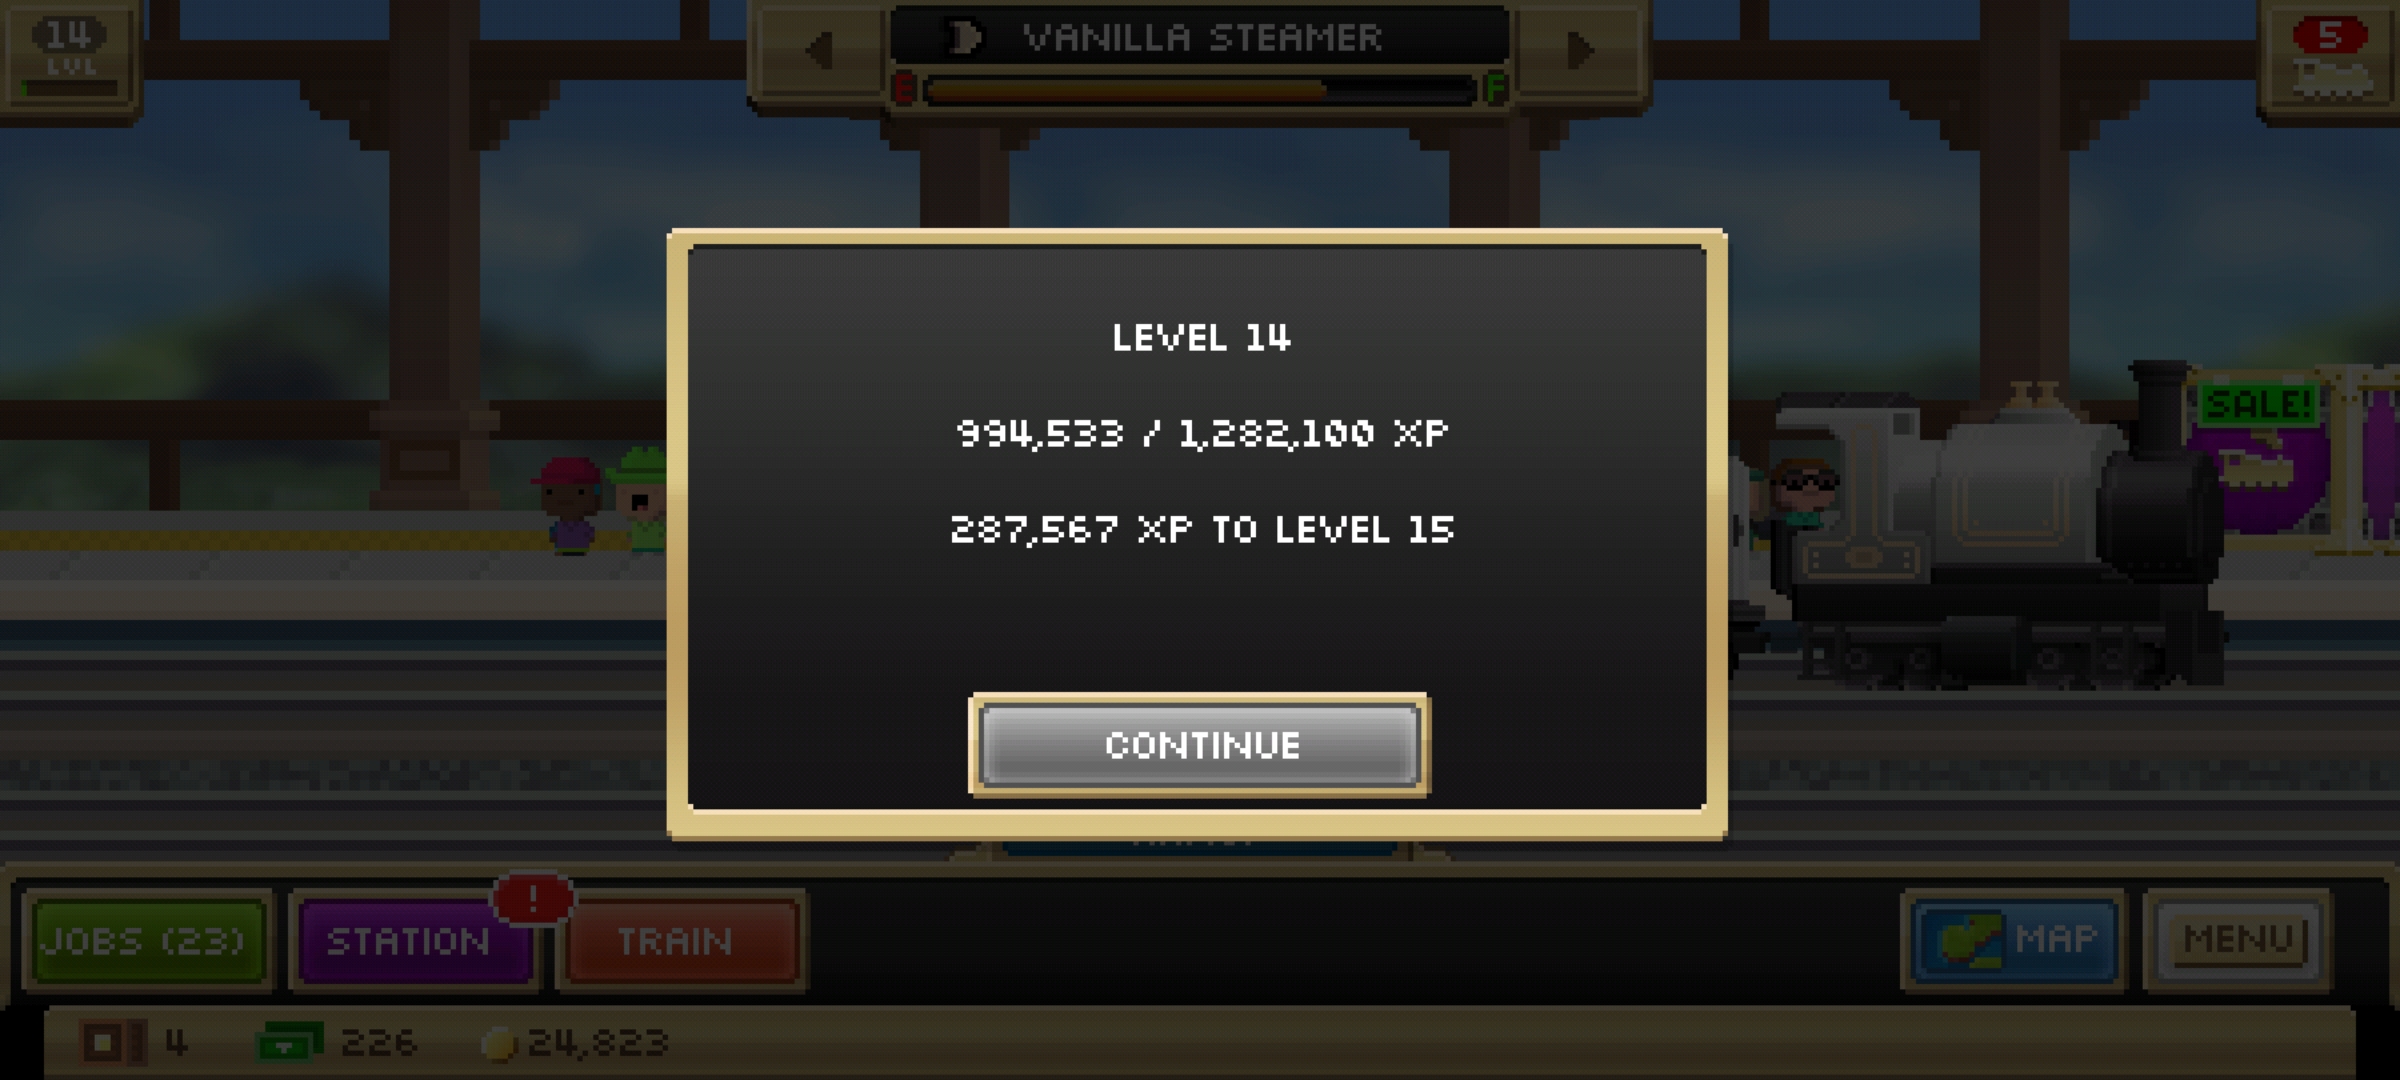 14
LVL
VANILLA STEAMER
E F
5
SALE!
LEVEL 14
994,533 / 1,282,100 XP
287,567 XP TO LEVEL 15
CONTINUE
JOBS (23)
STATION
!
TRAIN
MAP
MENU
4
226
24,823